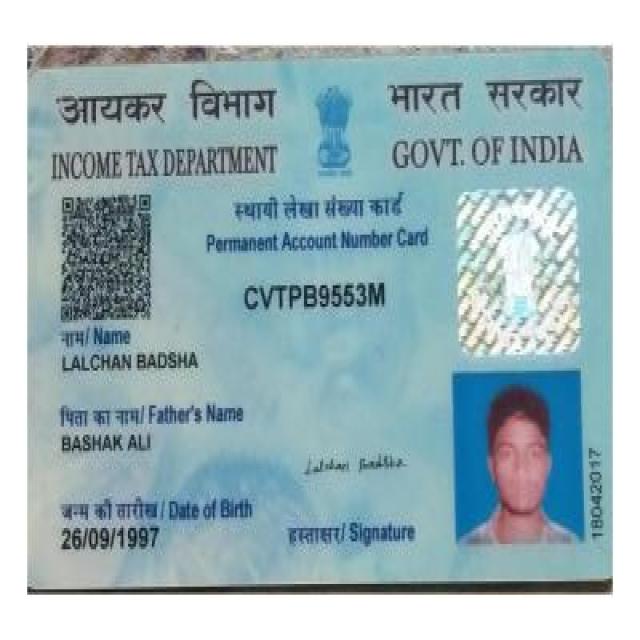 आयकर विभाग
INCOME TAX DEPARTMENT
भारत सरकार
GOVT. OF INDIA
स्थायी लेखा संख्या कार्ड
Permanent Account Number Card
CVTPB9553M
नाम/ Name
LALCHAN BADSHA
पिता का नाम/ Father's Name
BASHAK ALI
Lalchan Badsha
जन्म की तारीख/ Date of Birth
26/09/1997
हस्ताक्षर/ Signature
18042017